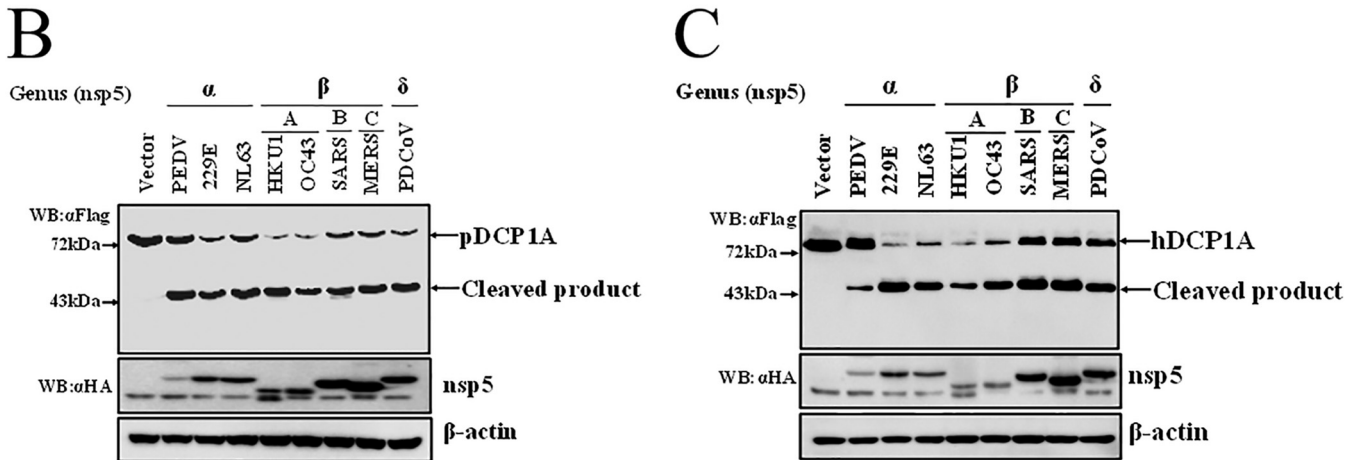 B
Genus (nsp5)
α
β
δ
A
B
C
Vector
PEDV
229E
NL63
HKU1
OC43
SARS
MERS
PDCoV
WB:αFlag
72kDa
pDCP1A
43kDa
Cleaved product
WB:αHA
nsp5
β-actin
C
Genus (nsp5)
α
β
δ
A
B
C
Vector
PEDV
229E
NL63
HKU1
OC43
SARS
MERS
PDCoV
WB:αFlag
72kDa
hDCP1A
43kDa
Cleaved product
WB:αHA
nsp5
β-actin